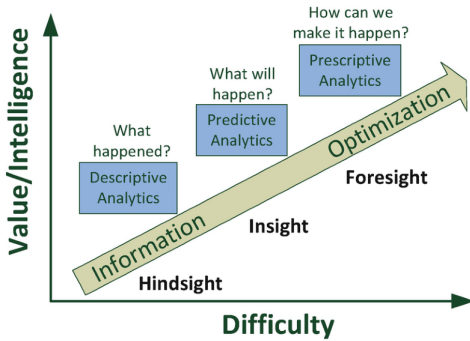 How can we
make it happen?
Prescriptive
Analytics
What will
happen?
Predictive
Analytics
What
happened?
Descriptive
Analytics
Value/Intelligence
Information
Optimization
Hindsight
Insight
Foresight
Difficulty